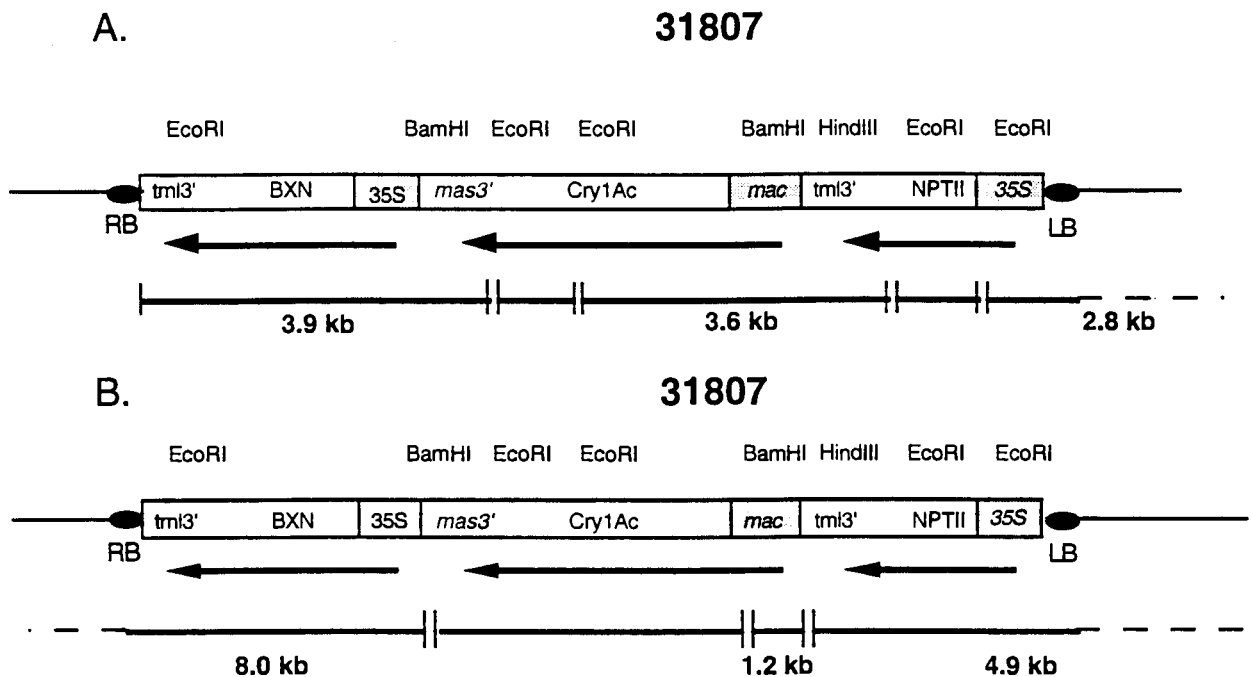 A. 31807
EcoRI BamHI EcoRI EcoRI BamHI HindIII EcoRI EcoRI
tml3' BXN 35S mas3' Cry1Ac mac tml3' NPTII 35S
RB LB
3.9 kb 3.6 kb 2.8 kb
B. 31807
EcoRI BamHI EcoRI EcoRI BamHI HindIII EcoRI EcoRI
tml3' BXN 35S mas3' Cry1Ac mac tml3' NPTII 35S
RB LB
8.0 kb 1.2 kb 4.9 kb